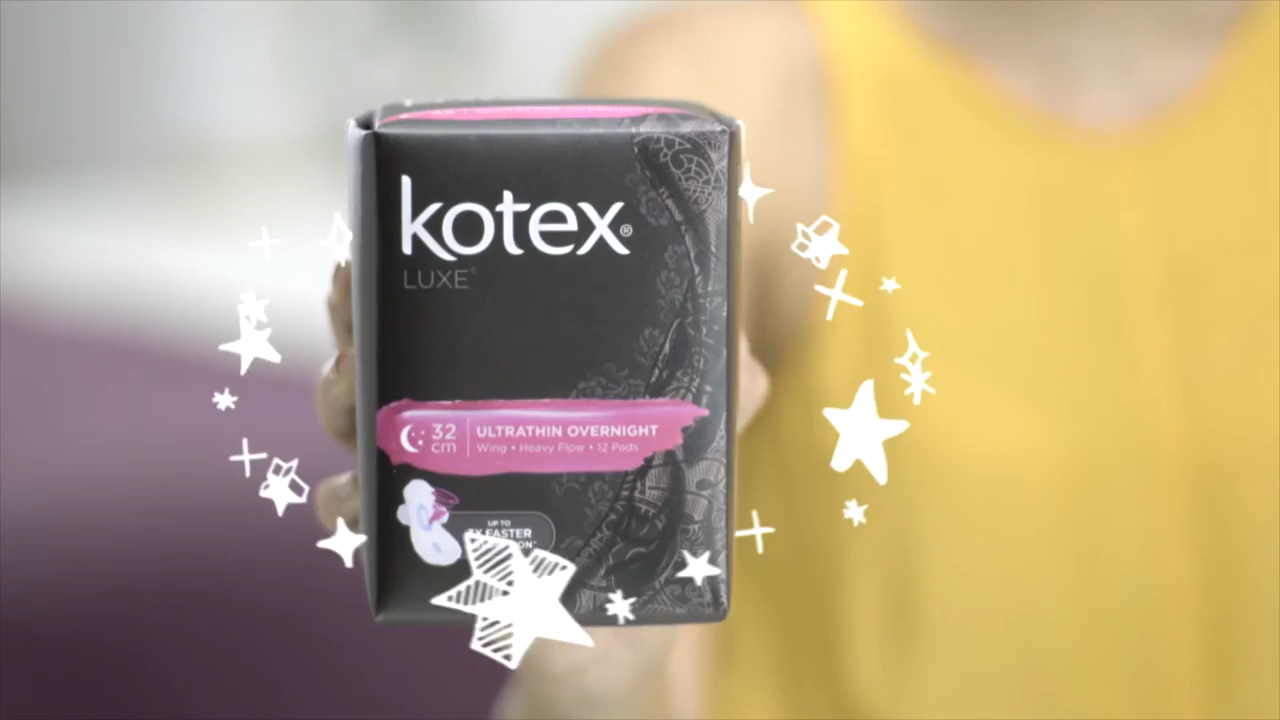 kotex®
LUXE
32
cm
ULTRATHIN OVERNIGHT
Wing • Heavy Flow • 12 Pads
UP TO
FASTER